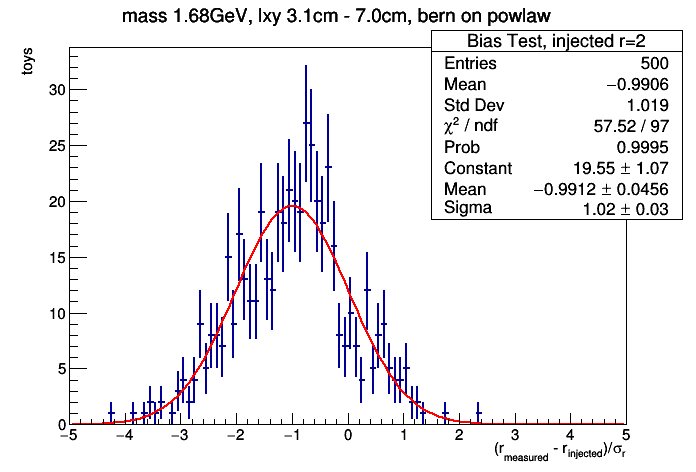 mass 1.68GeV, lxy 3.1cm - 7.0cm, bern on powlaw
Bias Test, injected r=2
Entries 500
Mean −0.9906
Std Dev 1.019
χ² / ndf 57.52 / 97
Prob 0.9995
Constant 19.55 ± 1.07
Mean −0.9912 ± 0.0456
Sigma 1.02 ± 0.03
toys
30
25
20
15
10
5
0
−5 −4 −3 −2 −1 0 1 2 3 4 5
(r_measured - r_injected)/σ_r